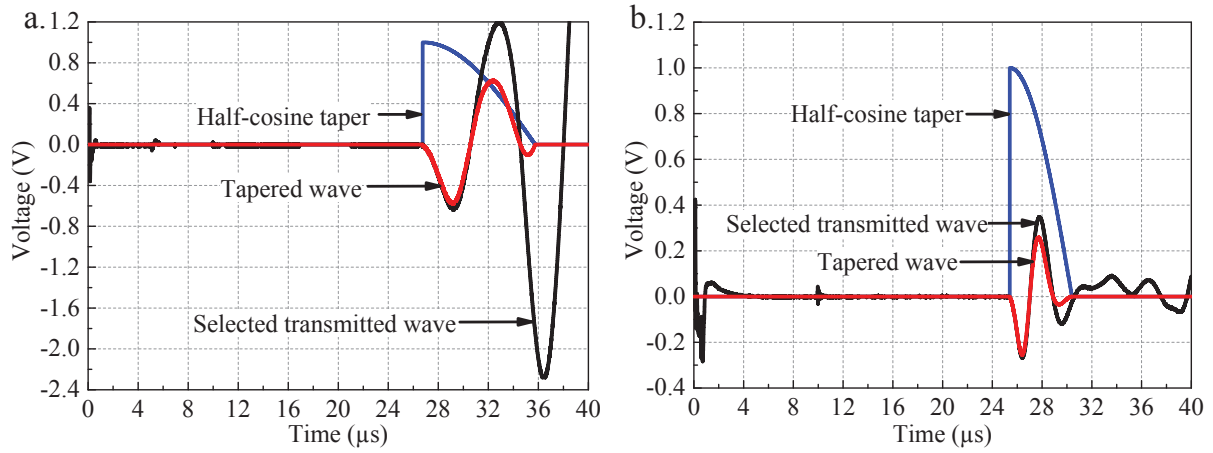 a.
1.2
0.8
0.4
0.0
-0.4
-0.8
-1.2
-1.6
-2.0
-2.4
Voltage (V)
Half-cosine taper
Tapered wave
Selected transmitted wave
0 4 8 12 16 20 24 28 32 36 40
Time (µs)
b.
1.2
1.0
0.8
0.6
0.4
0.2
0.0
-0.2
-0.4
Voltage (V)
Half-cosine taper
Selected transmitted wave
Tapered wave
0 4 8 12 16 20 24 28 32 36 40
Time (µs)